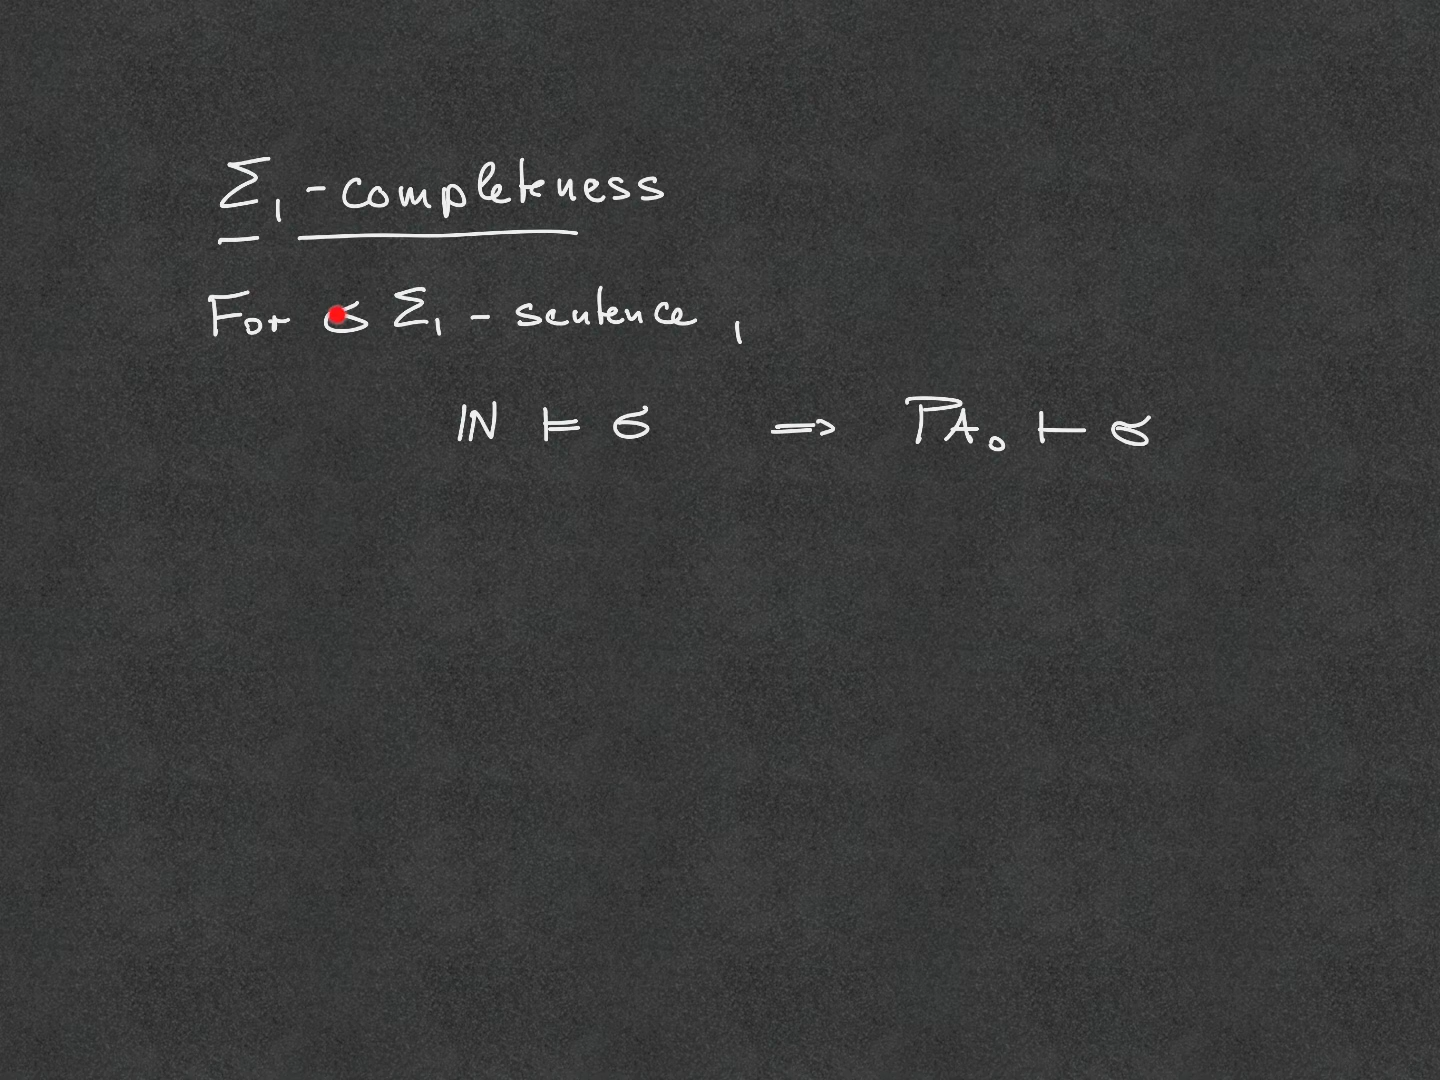 Σ₁-completeness
For σ Σ₁-sentence,
ℕ ⊨ σ ⇒ PA₀ ⊢ σ